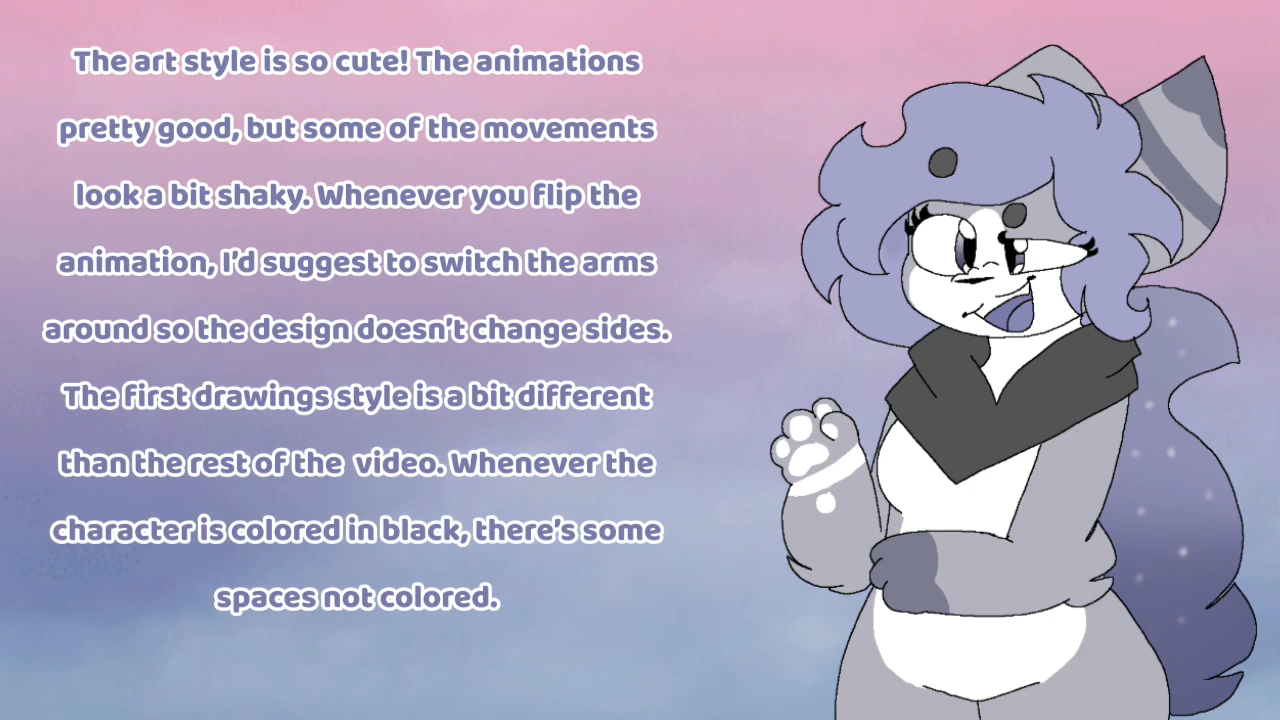 The art style is so cute! The animations
pretty good, but some of the movements
look a bit shaky. Whenever you flip the
animation, I'd suggest to switch the arms
around so the design doesn't change sides.
The first drawings style is a bit different
than the rest of the video. Whenever the
character is colored in black, there's some
spaces not colored.